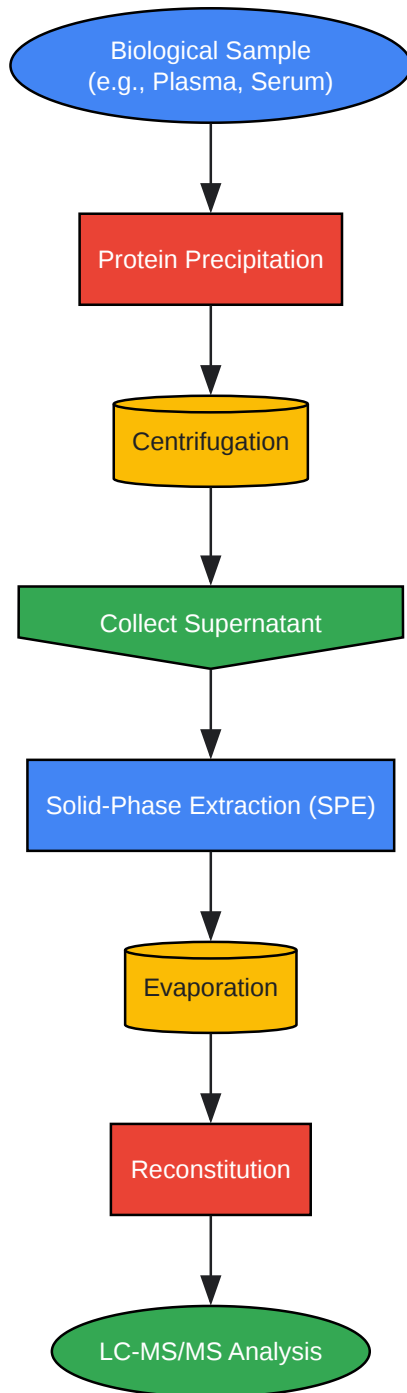 Biological Sample
(e.g., Plasma, Serum)
Protein Precipitation
Centrifugation
Collect Supernatant
Solid-Phase Extraction (SPE)
Evaporation
Reconstitution
LC-MS/MS Analysis